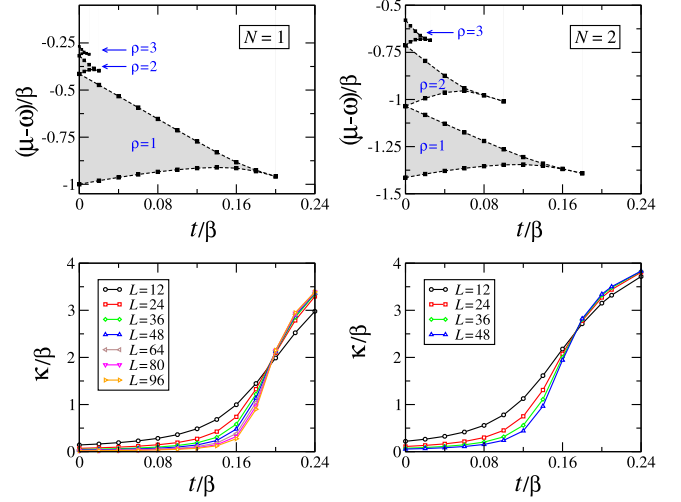 -0.25
-0.5
-0.75
-1
(μ-ω)/β
N = 1
ρ=3
ρ=2
ρ=1
0
0.08
0.16
0.24
t/β
-0.5
-0.75
-1
-1.25
-1.5
(μ-ω)/β
N = 2
ρ=3
ρ=2
ρ=1
0
0.08
0.16
0.24
t/β
4
3
2
1
0
κ/β
L=12
L=24
L=36
L=48
L=64
L=80
L=96
0
0.08
0.16
0.24
t/β
4
3
2
1
0
κ/β
L=12
L=24
L=36
L=48
0
0.08
0.16
0.24
t/β